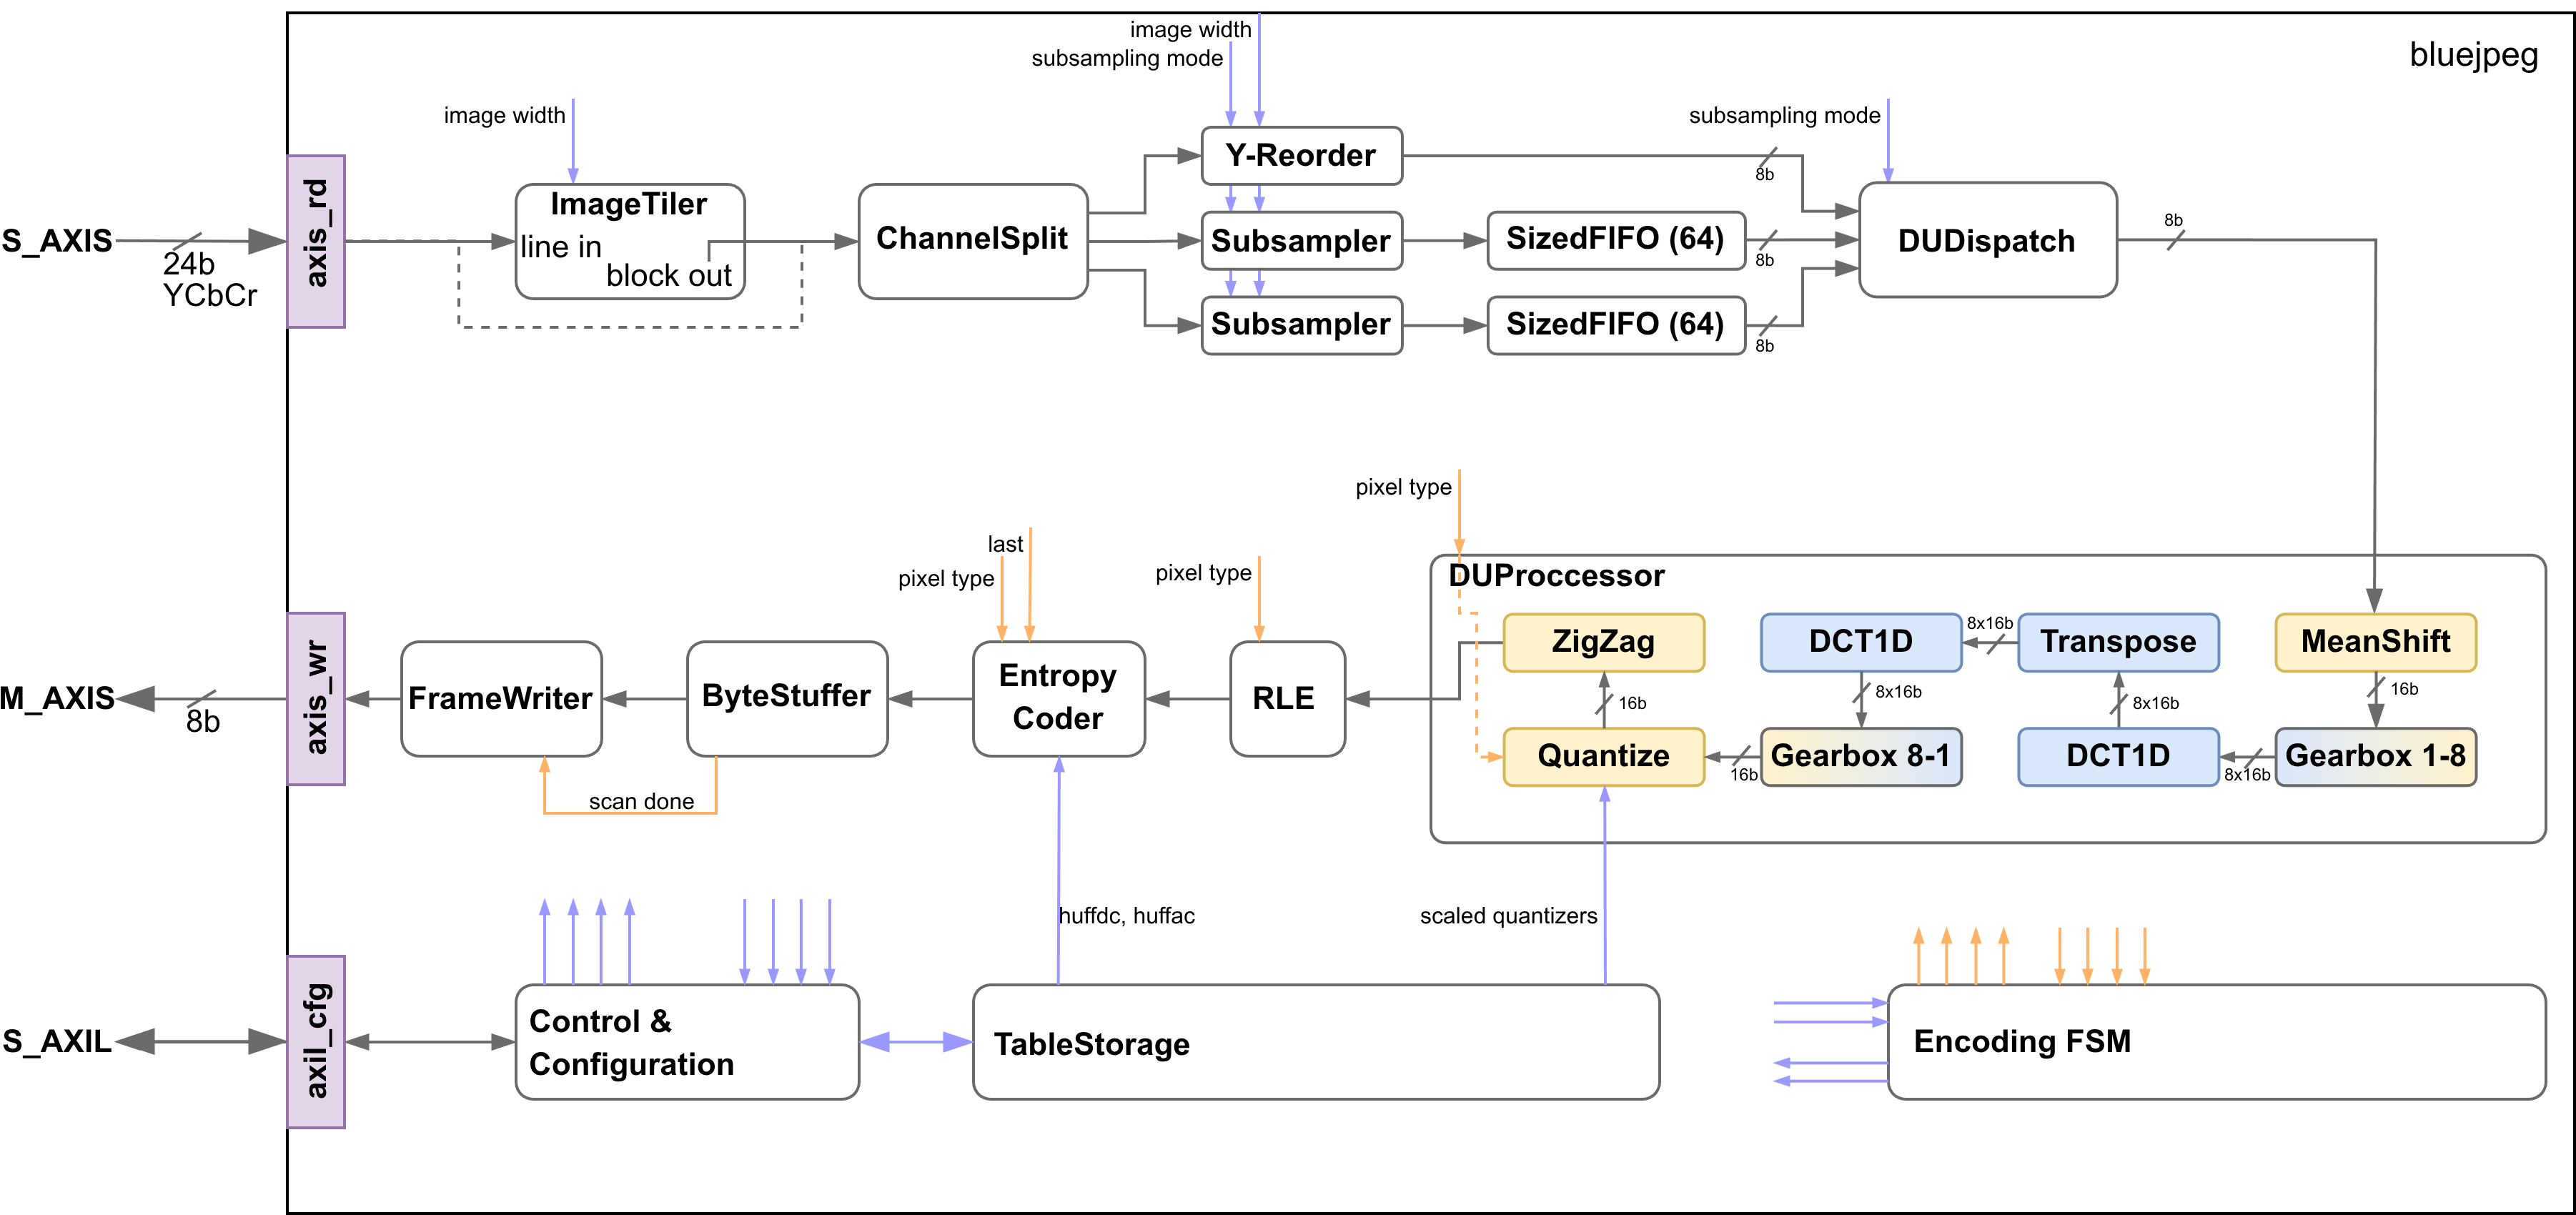 bluejpeg
image width
subsampling mode
image width
subsampling mode
axis_rd
S_AXIS
24b
YCbCr
ImageTiler
line in
block out
ChannelSplit
Y-Reorder
Subsampler
Subsampler
SizedFIFO (64)
SizedFIFO (64)
8b
8b
8b
DUDispatch
8b
pixel type
last
pixel type
pixel type
DUProccessor
ZigZag
DCT1D
8x16b
Transpose
MeanShift
16b
8x16b
8x16b
16b
Quantize
16b
Gearbox 8-1
DCT1D
8x16b
Gearbox 1-8
M_AXIS
8b
axis_wr
FrameWriter
ByteStuffer
Entropy
Coder
RLE
scan done
huffdc, huffac
scaled quantizers
S_AXIL
axil_cfg
Control &
Configuration
TableStorage
Encoding FSM